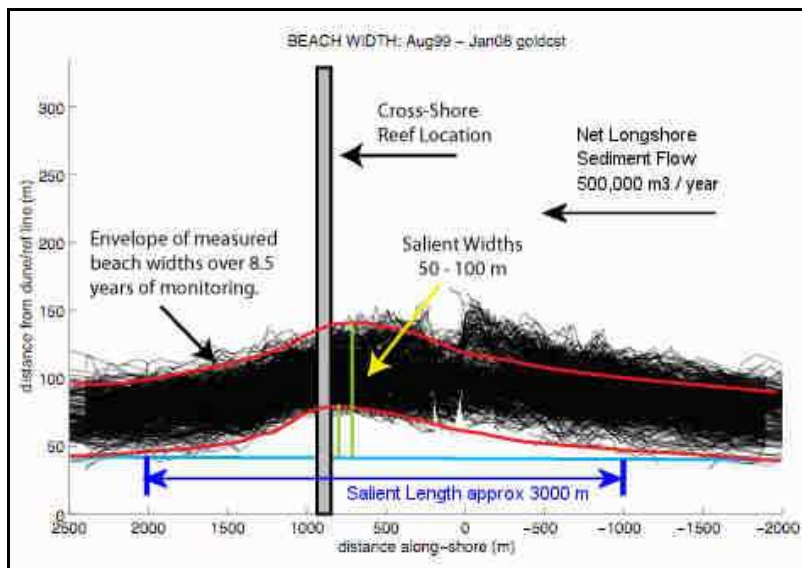 BEACH WIDTH: Aug99 - Jan08 goldcst
300
250
200
150
100
50
0
distance from dune/ref line (m)
Cross-Shore
Reef Location
Net Longshore
Sediment Flow
500,000 m3 / year
Envelope of measured
beach widths over 8.5
years of monitoring.
Salient Widths
50 - 100 m
Salient Length approx 3000 m
2500 2000 1500 1000 500 0 -500 -1000 -1500 -2000
distance along-shore (m)